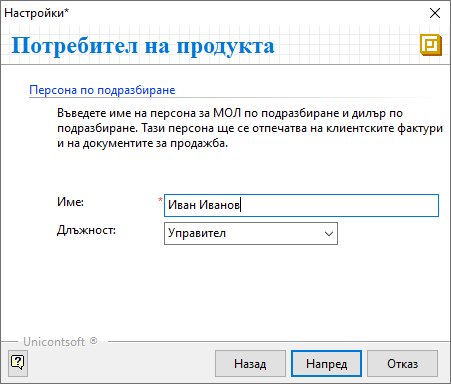 Настройки*
Потребител на продукта
Персона по подразбиране
Въведете име на персона за МОЛ по подразбиране и дилър по
подразбиране. Тази персона ще се отпечатва на клиентските фактури
и на документите за продажба.
Име: * Иван Иванов
Длъжност: Управител
Unicontsoft ®
Назад Напред Отказ